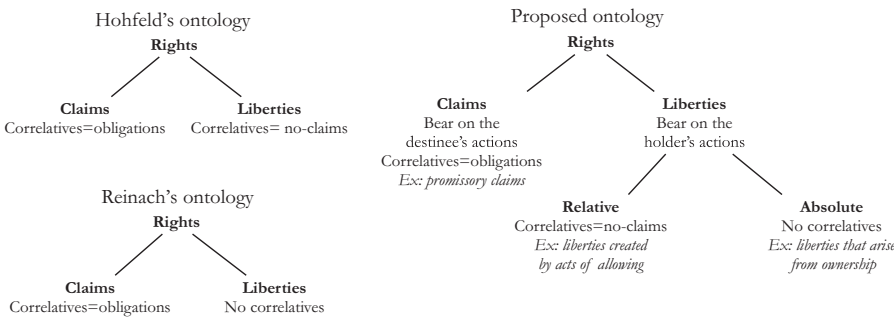 Hohfeld's ontology
Rights
Claims
Correlatives=obligations
Liberties
Correlatives= no-claims
Reinach's ontology
Rights
Claims
Correlatives=obligations
Liberties
No correlatives
Proposed ontology
Rights
Claims
Bear on the
destinee's actions
Correlatives=obligations
Ex: promissory claims
Liberties
Bear on the
holder's actions
Relative
Correlatives=no-claims
Ex: liberties created
by acts of allowing
Absolute
No correlatives
Ex: liberties that arise
from ownership